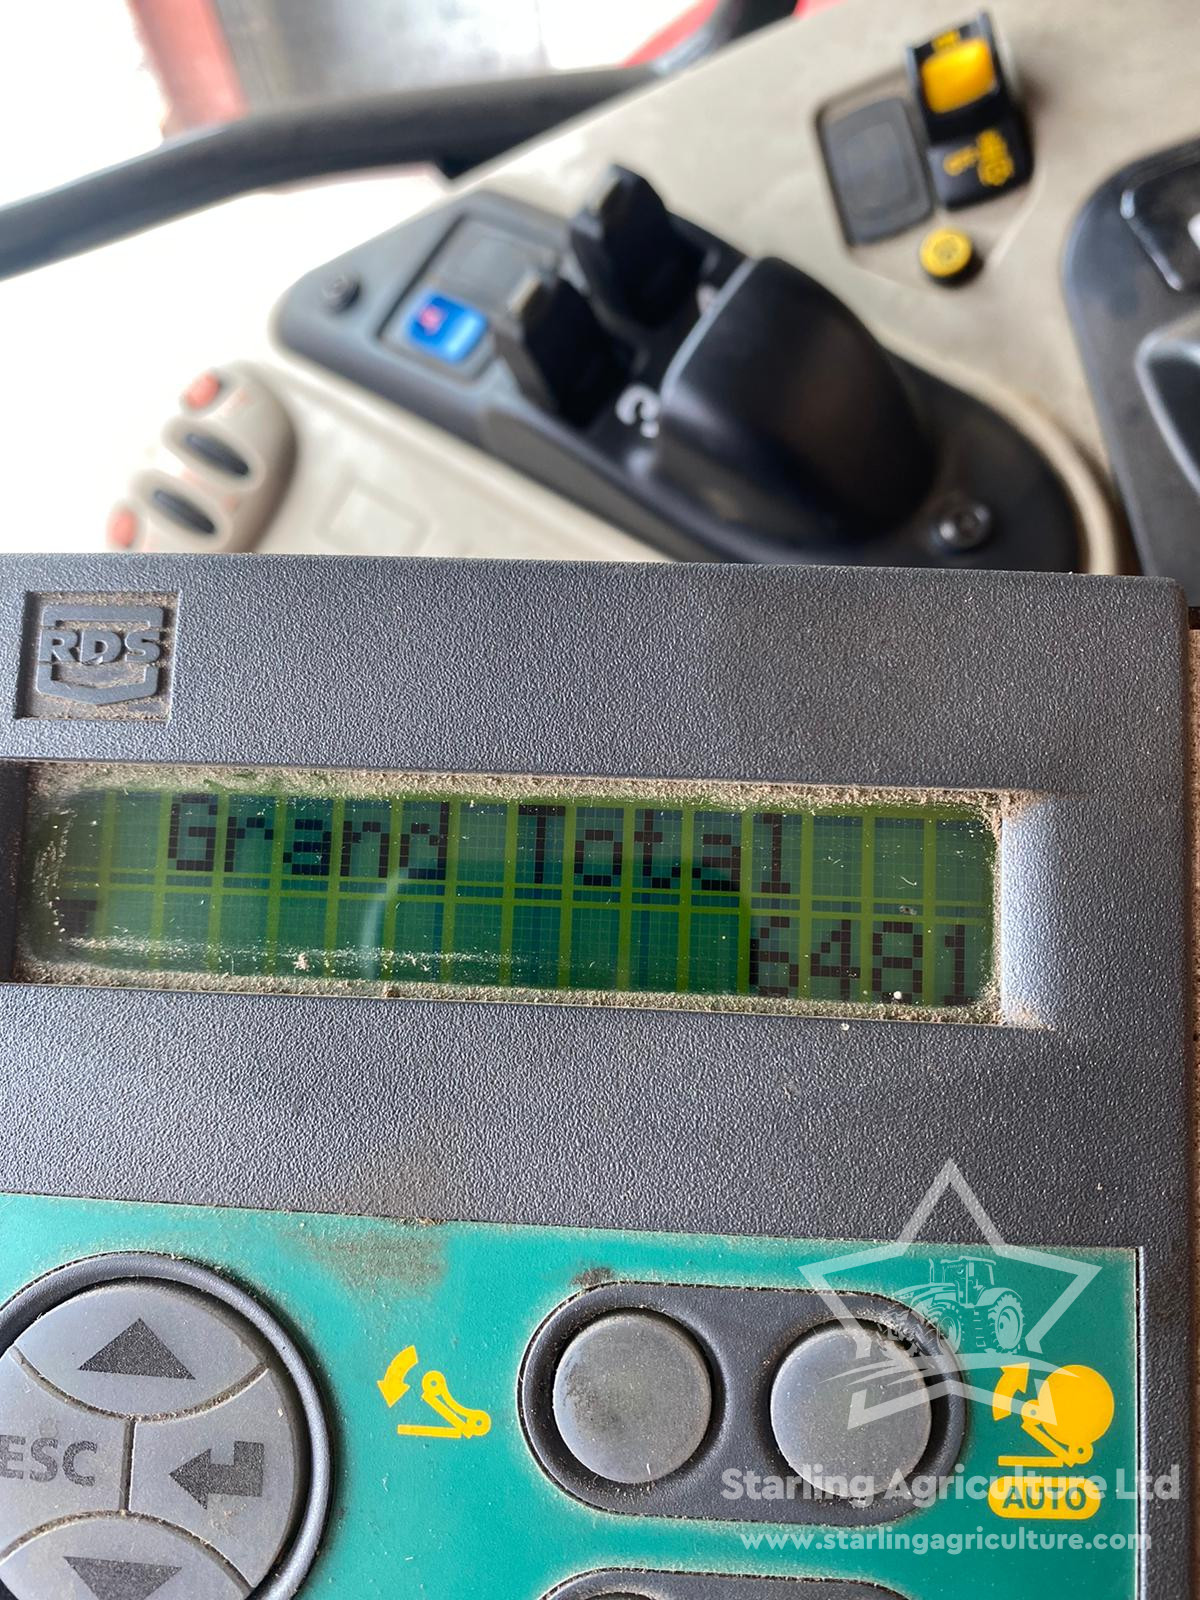 RDS
Grand Total
6481
ESC
AUTO
Starling Agriculture Ltd
www.starlingagriculture.com